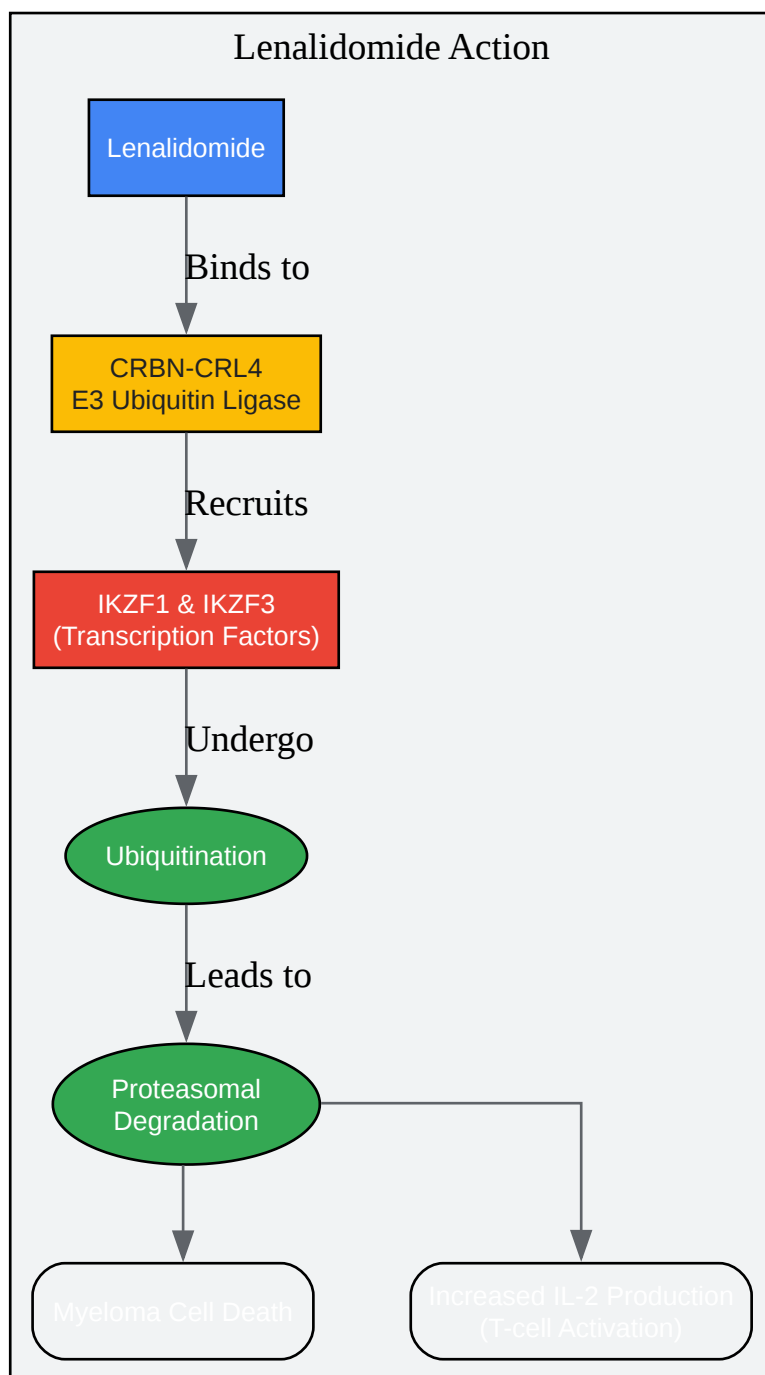 Lenalidomide Action
Lenalidomide
Binds to
CRBN-CRL4
E3 Ubiquitin Ligase
Recruits
IKZF1 & IKZF3
(Transcription Factors)
Undergo
Ubiquitination
Leads to
Proteasomal
Degradation
Myeloma Cell Death
Increased IL-2 Production
(T-cell Activation)